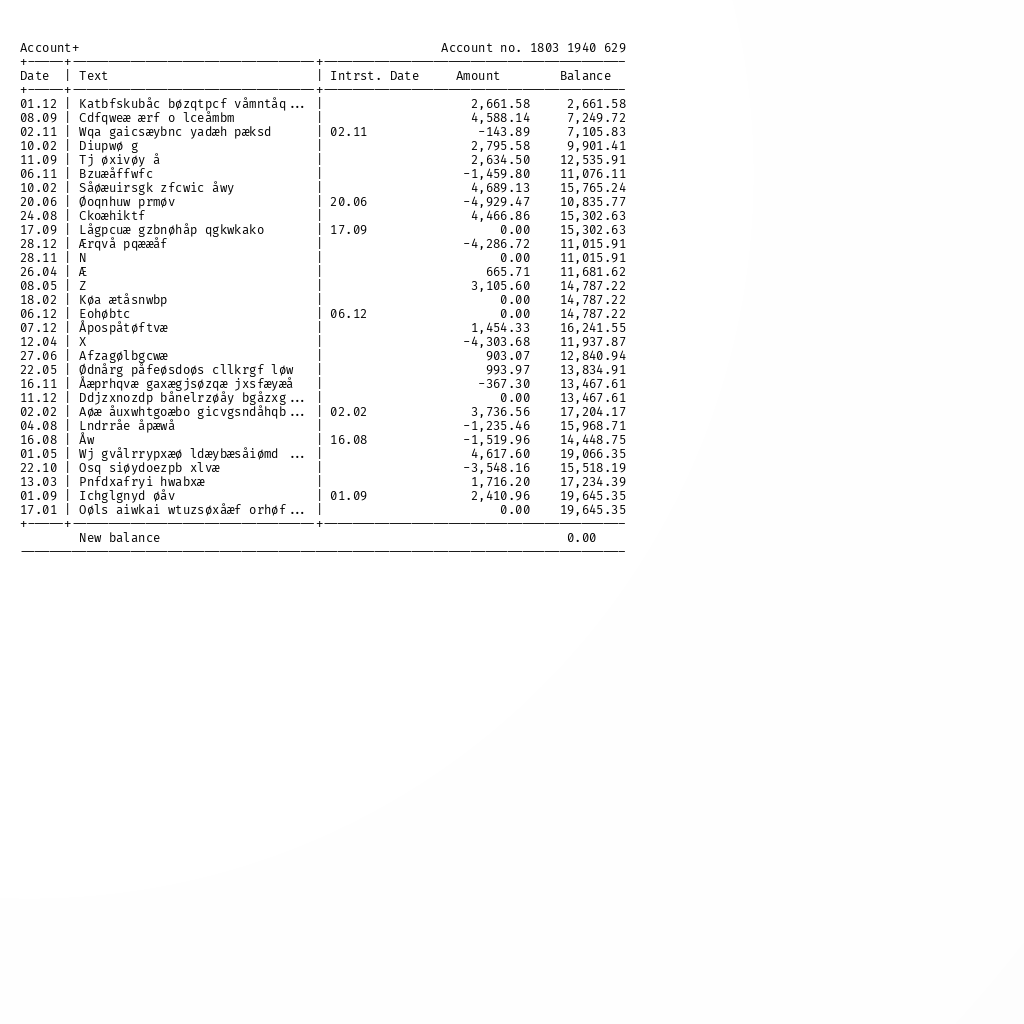 Account+ Account no. 1803 1940 629
+-----+---------------------------------+-----------------------------------------
Date | Text | Intrst. Date Amount Balance
+-----+---------------------------------+-----------------------------------------
01.12 | Katbfskubåc bøzqtpcf våmntåq... | 2,661.58 2,661.58
08.09 | Cdfqweæ ærf o lceåmbm | 4,588.14 7,249.72
02.11 | Wqa gaicsæybnc yadæh pæksd | 02.11 -143.89 7,105.83
10.02 | Diupwø g | 2,795.58 9,901.41
11.09 | Tj øxivøy å | 2,634.50 12,535.91
06.11 | Bzuæåffwfc | -1,459.80 11,076.11
10.02 | Såøæuirsgk zfcwic åwy | 4,689.13 15,765.24
20.06 | Øoqnhuw prmøv | 20.06 -4,929.47 10,835.77
24.08 | Ckoæhiktf | 4,466.86 15,302.63
17.09 | Lågpcuæ gzbnøhåp qgkwkako | 17.09 0.00 15,302.63
28.12 | Ærqvå pqææåf | -4,286.72 11,015.91
28.11 | N | 0.00 11,015.91
26.04 | Æ | 665.71 11,681.62
08.05 | Z | 3,105.60 14,787.22
18.02 | Køa ætåsnwbp | 0.00 14,787.22
06.12 | Eohøbtc | 06.12 0.00 14,787.22
07.12 | Åpospåtøftvæ | 1,454.33 16,241.55
12.04 | X | -4,303.68 11,937.87
27.06 | Afzagølbgcwæ | 903.07 12,840.94
22.05 | Ødnårg påfeøsdoøs cllkrgf løw | 993.97 13,834.91
16.11 | Åæprhqvæ gaxægjsøzqæ jxsfæyæå | -367.30 13,467.61
11.12 | Ddjzxnozdp bånelrzøåy bgåzxg... | 0.00 13,467.61
02.02 | Aøæ åuxwhtgoæbo gicvgsndåhqb... | 02.02 3,736.56 17,204.17
04.08 | Lndrråe åpæwå | -1,235.46 15,968.71
16.08 | Åw | 16.08 -1,519.96 14,448.75
01.05 | Wj gvålrrypxæø ldæybæsåiømd ... | 4,617.60 19,066.35
22.10 | Osq siøydoezpb xlvæ | -3,548.16 15,518.19
13.03 | Pnfdxafryi hwabxæ | 1,716.20 17,234.39
01.09 | Ichglgnyd øåv | 01.09 2,410.96 19,645.35
17.01 | Oøls aiwkai wtuzsøxåæf orhøf... | 0.00 19,645.35
+-----+---------------------------------+-----------------------------------------
New balance 0.00
----------------------------------------------------------------------------------